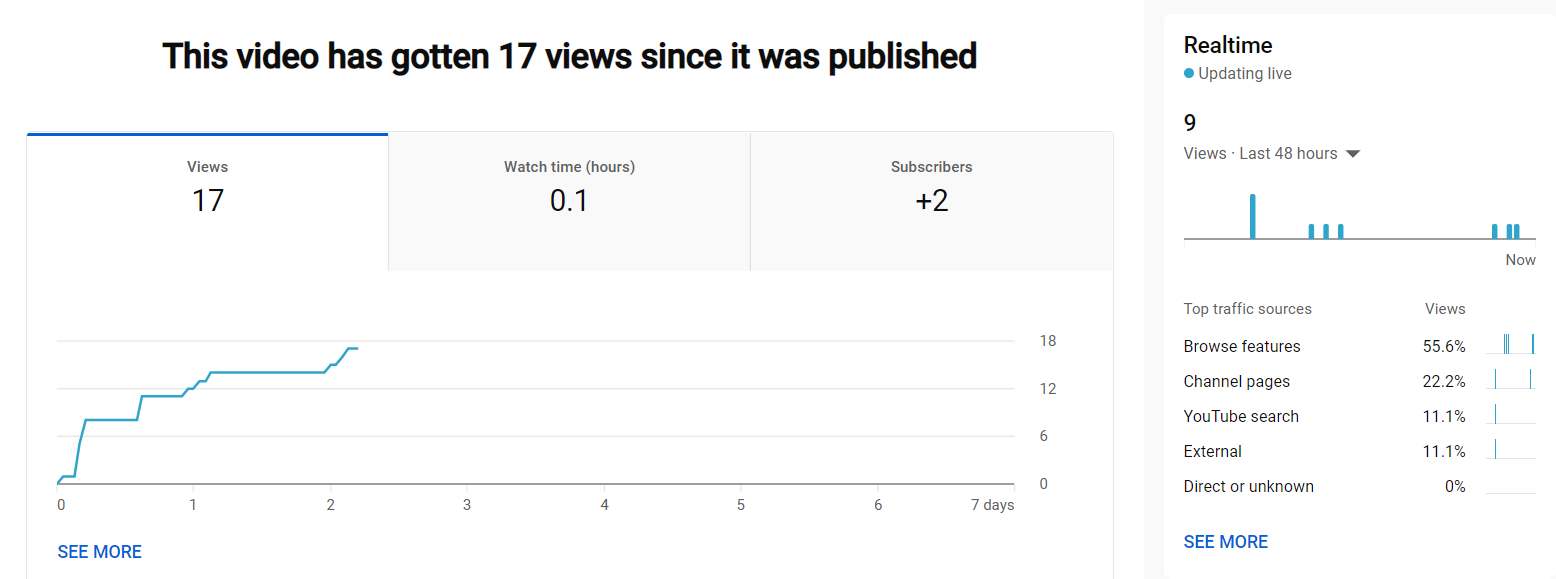 This video has gotten 17 views since it was published
Views
17
Watch time (hours)
0.1
Subscribers
+2
18
12
6
0
0 1 2 3 4 5 6 7 days
SEE MORE
Realtime
Updating live
9
Views · Last 48 hours
Now
Top traffic sources Views
Browse features 55.6%
Channel pages 22.2%
YouTube search 11.1%
External 11.1%
Direct or unknown 0%
SEE MORE